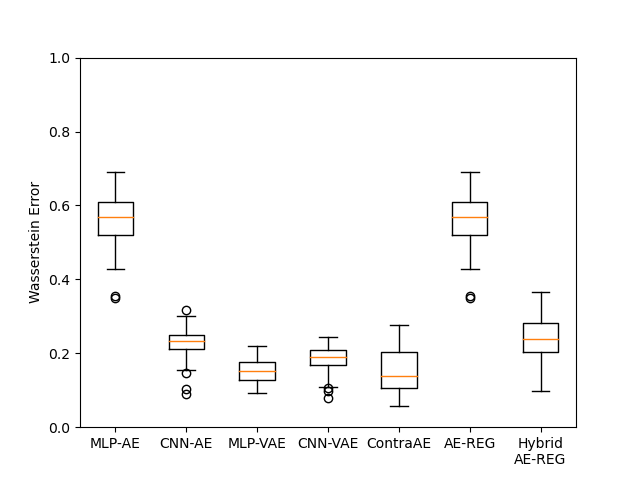 1.0
0.8
0.6
0.4
0.2
0.0
Wasserstein Error
MLP-AE
CNN-AE
MLP-VAE
CNN-VAE
ContraAE
AE-REG
Hybrid
AE-REG